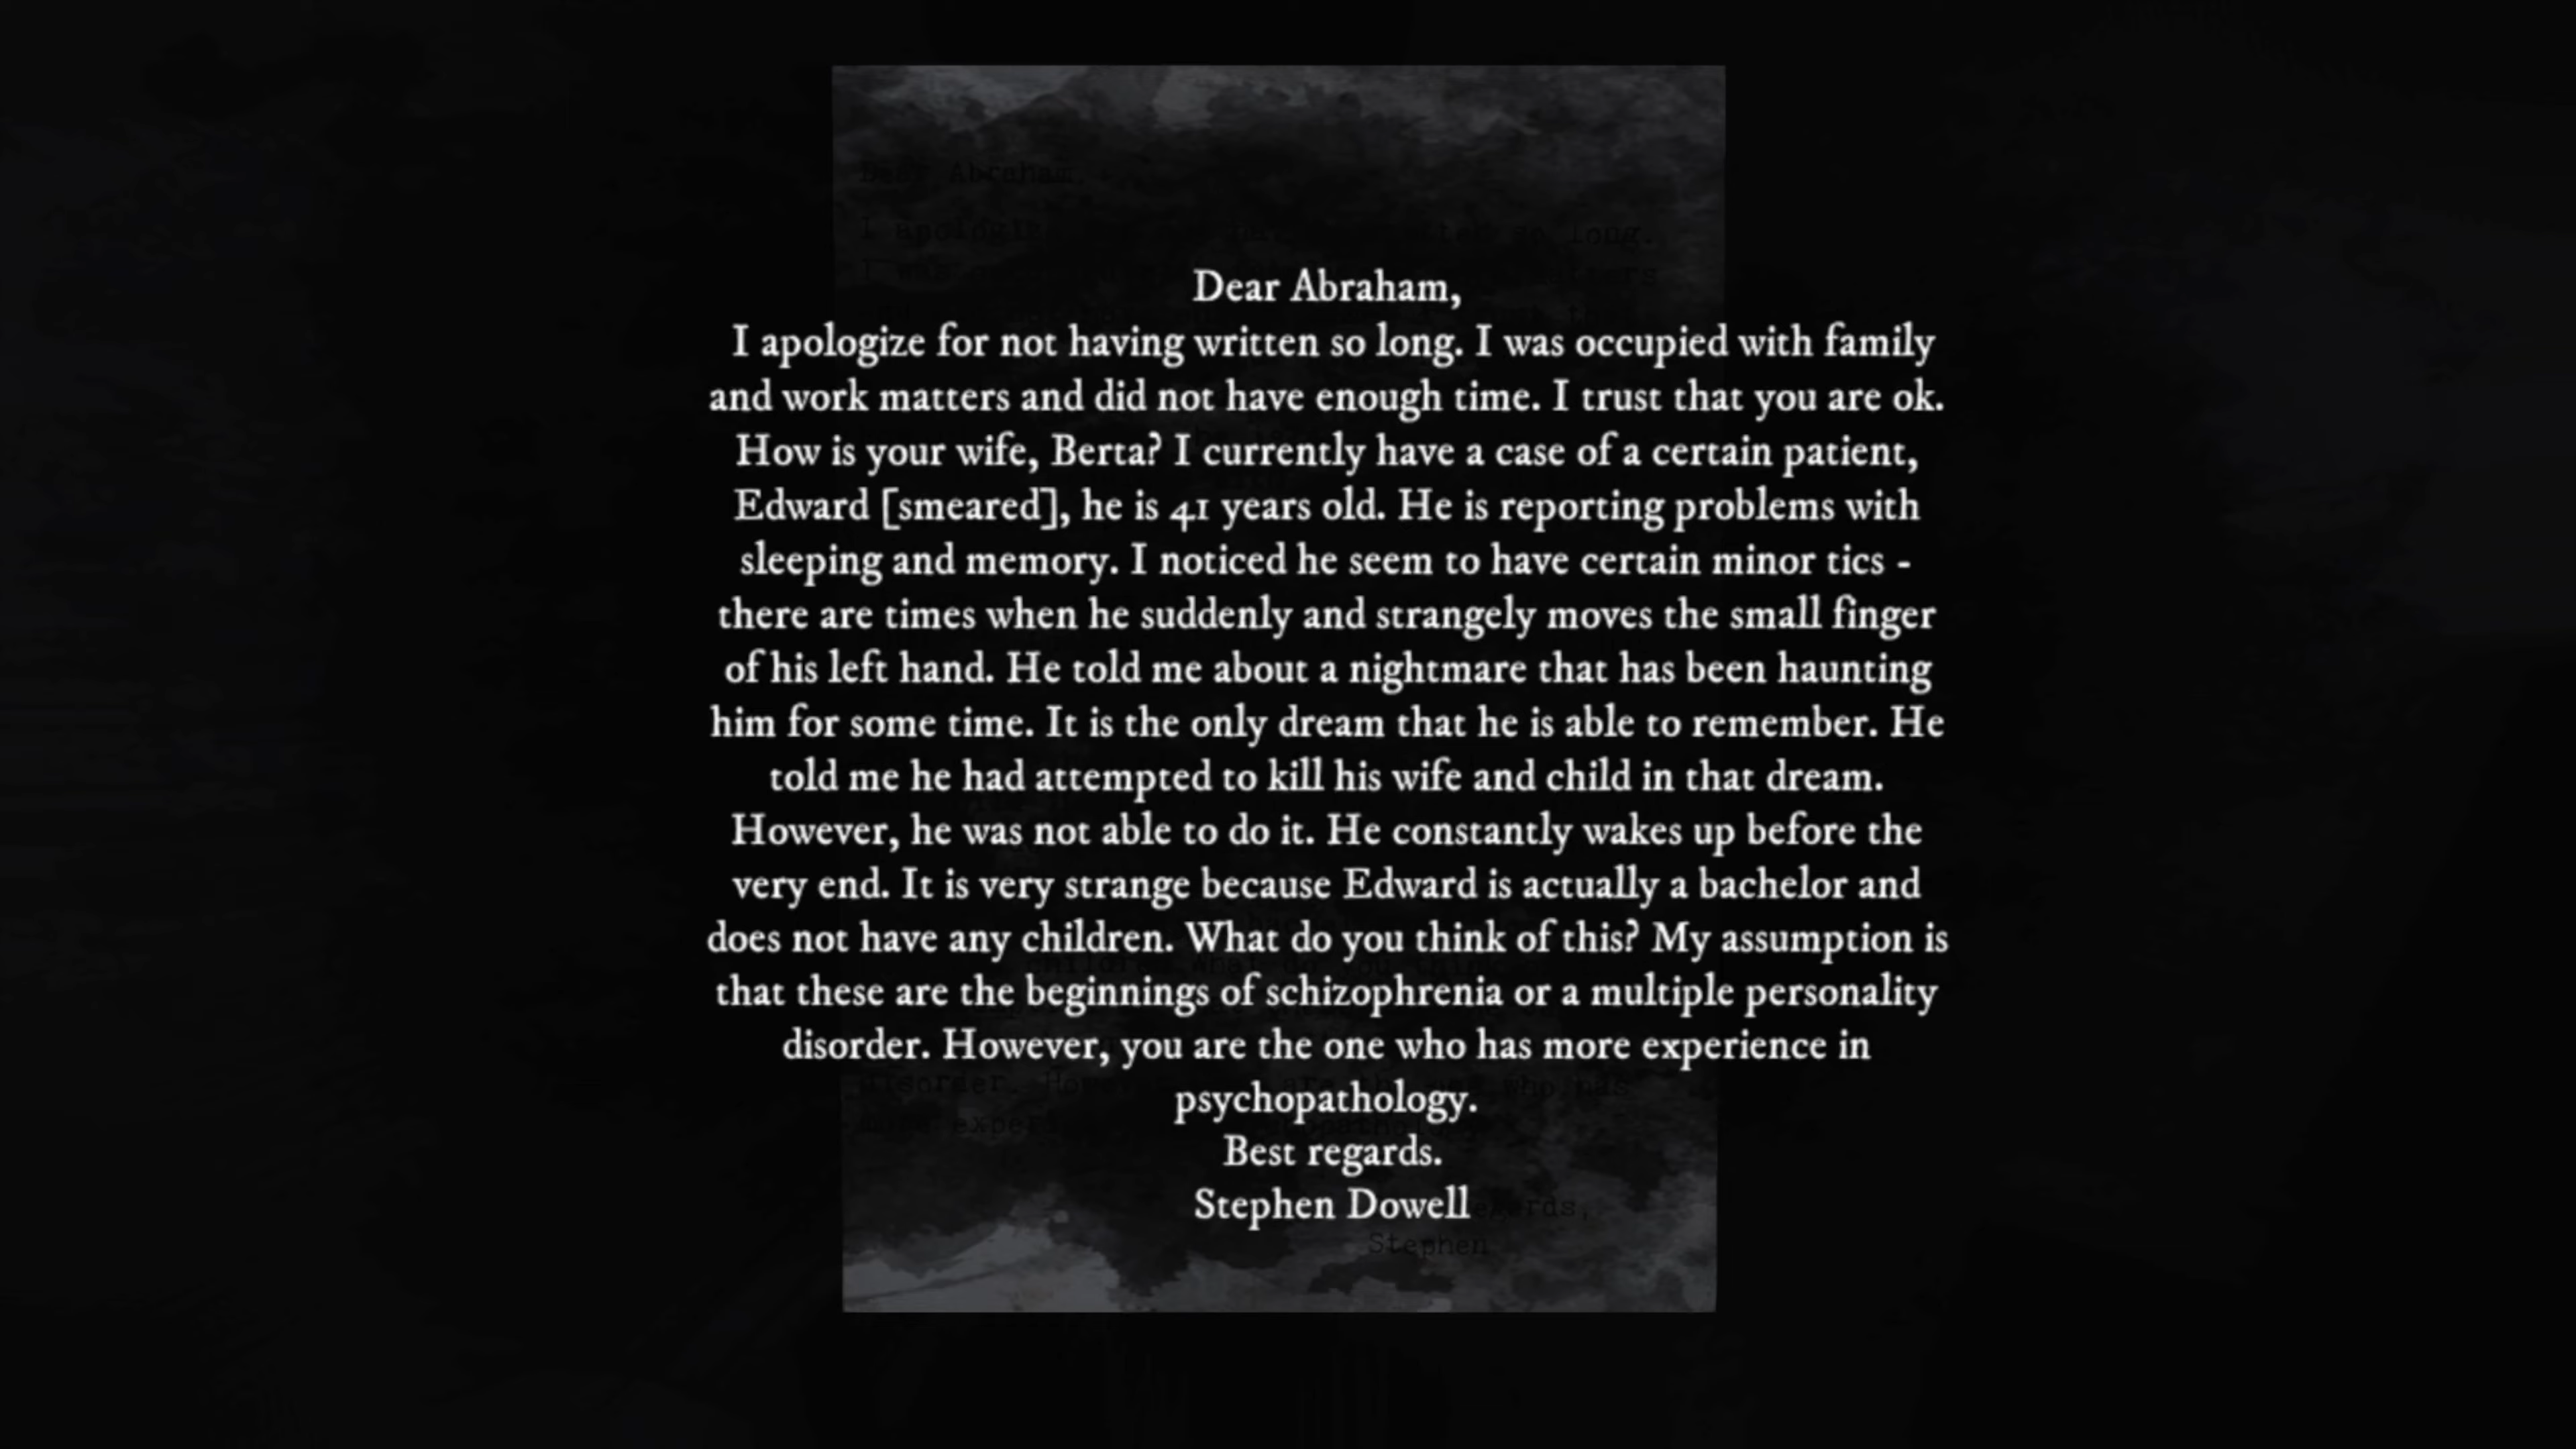 Dear Abraham,
I apologize for not having written so long. I was occupied with family
and work matters and did not have enough time. I trust that you are ok.
How is your wife, Berta? I currently have a case of a certain patient,
Edward [smeared], he is 41 years old. He is reporting problems with
sleeping and memory. I noticed he seem to have certain minor tics -
there are times when he suddenly and strangely moves the small finger
of his left hand. He told me about a nightmare that has been haunting
him for some time. It is the only dream that he is able to remember. He
told me he had attempted to kill his wife and child in that dream.
However, he was not able to do it. He constantly wakes up before the
very end. It is very strange because Edward is actually a bachelor and
does not have any children. What do you think of this? My assumption is
that these are the beginnings of schizophrenia or a multiple personality
disorder. However, you are the one who has more experience in
psychopathology.
Best regards.
Stephen Dowell
Stephen